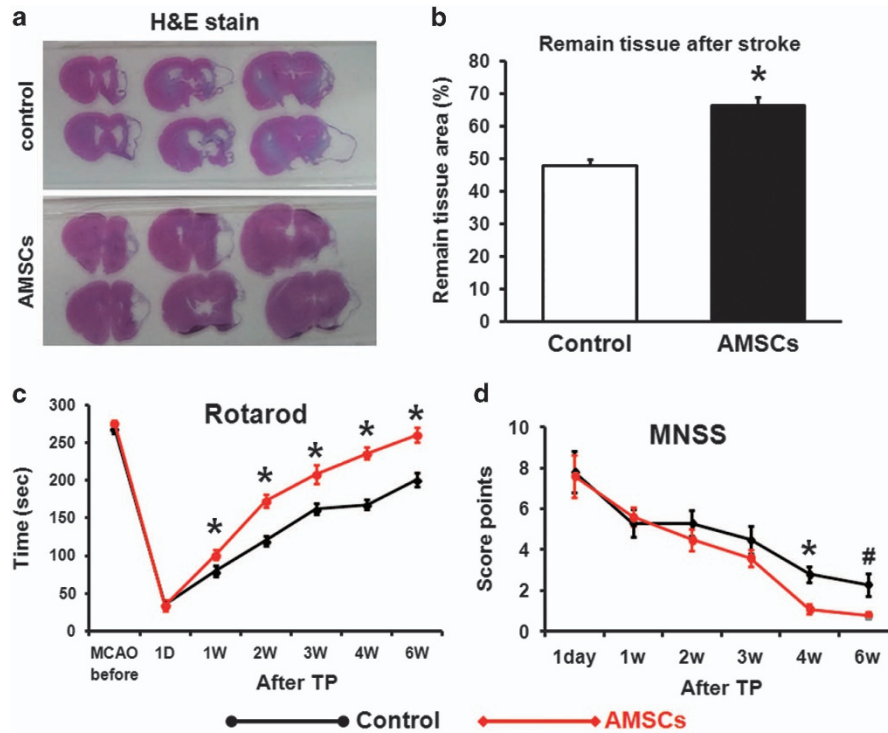 a
H&E stain
control
AMSCs
b
Remain tissue after stroke
Remain tissue area (%)
80
70
60
50
40
30
20
10
0
*
Control
AMSCs
c
Rotarod
Time (sec)
300
250
200
150
100
50
0
* * * * *
MCAO before 1D 1W 2W 3W 4W 6W
After TP
d
MNSS
Score points
10
8
6
4
2
0
* #
1day 1w 2w 3w 4w 6w
After TP
Control AMSCs